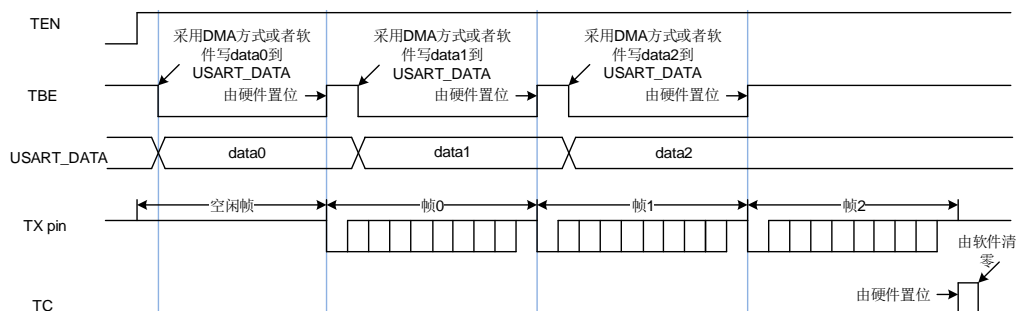 TEN
采用DMA方式或者软
件写data0到
USART_DATA
采用DMA方式或者软
件写data1到
USART_DATA
采用DMA方式或者软
件写data2到
USART_DATA
TBE
由硬件置位
由硬件置位
由硬件置位
USART_DATA
data0
data1
data2
空闲帧
帧0
帧1
帧2
TX pin
由软件清
零
由硬件置位
TC